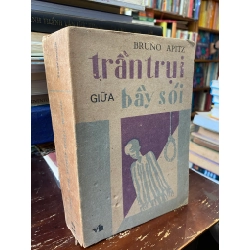 BRUNO APITZ
trần trụi
GIỮA
bầy sói